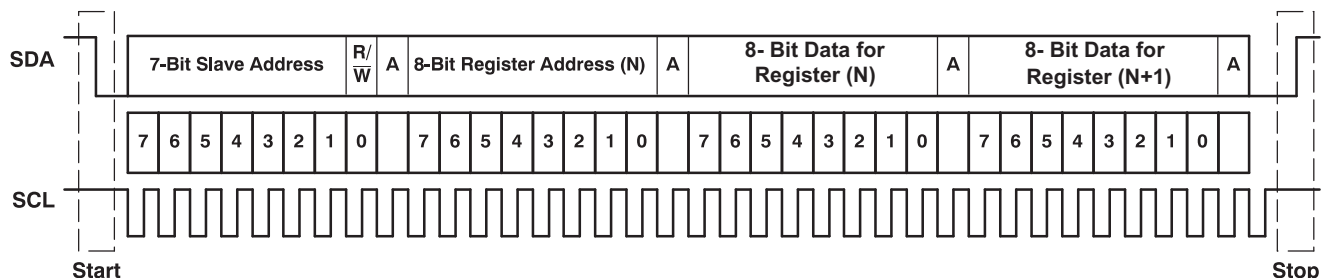 SDA
7-Bit Slave Address
R/
W
A
8-Bit Register Address (N)
A
8- Bit Data for
Register (N)
A
8- Bit Data for
Register (N+1)
A
7 6 5 4 3 2 1 0 7 6 5 4 3 2 1 0 7 6 5 4 3 2 1 0 7 6 5 4 3 2 1 0
SCL
Start
Stop